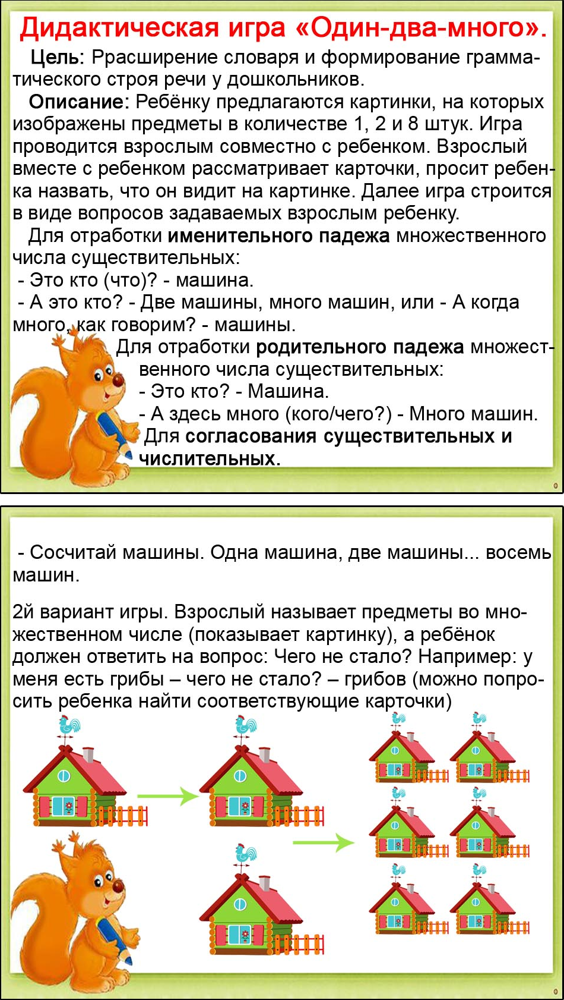 Дидактическая игра «Один-два-много».
Цель: Ррасширение словаря и формирование грамма-
тического строя речи у дошкольников.
Описание: Ребёнку предлагаются картинки, на которых
изображены предметы в количестве 1, 2 и 8 штук. Игра
проводится взрослым совместно с ребенком. Взрослый
вместе с ребенком рассматривает карточки, просит ребен-
ка назвать, что он видит на картинке. Далее игра строится
в виде вопросов задаваемых взрослым ребенку.
Для отработки именительного падежа множественного
числа существительных:
- Это кто (что)? - машина.
- А это кто? - Две машины, много машин, или - А когда
много, как говорим? - машины.
Для отработки родительного падежа множест-
венного числа существительных:
- Это кто? - Машина.
- А здесь много (кого/чего?) - Много машин.
Для согласования существительных и
числительных.
0
- Сосчитай машины. Одна машина, две машины... восемь
машин.
2й вариант игры. Взрослый называет предметы во мно-
жественном числе (показывает картинку), а ребёнок
должен ответить на вопрос: Чего не стало? Например: у
меня есть грибы – чего не стало? – грибов (можно попро-
сить ребенка найти соответствующие карточки)
0